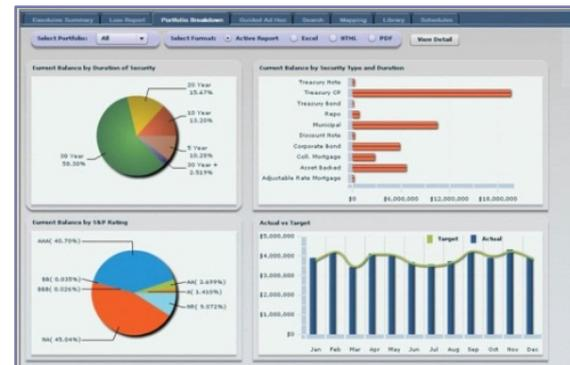 Executive Summary Loss Report Portfolio Breakdown Guided Ad Hoc Search Mapping Library Schedules
Select Portfolio: All Select Format: Active Report Excel HTML PDF View Detail
Current Balance by Duration of Security
20 Year
15.67%
10 Year
13.20%
5 Year
10.25%
30 Year +
2.519%
30 Year
58.36%
Current Balance by Security Type and Duration
Treasury Note
Treasury CP
Treasury Bond
Repo
Municipal
Discount Note
Corporate Bond
Coll. Mortgage
Asset Backed
Adjustable Rate Mortgage
$0 $6,000,000 $12,000,000 $18,000,000
Current Balance by S&P Rating
AAA( 40.70%)
BB( 0.035%)
BBB( 0.026%)
NA( 45.04%)
AA( 3.699%)
A( 1.410%)
NR( 9.072%)
Actual vs Target
Target Actual
$5,000,000
$4,000,000
$3,000,000
$2,000,000
$1,000,000
$0
Jan Feb Mar Apr May Jun Jul Aug Sep Oct Nov Dec